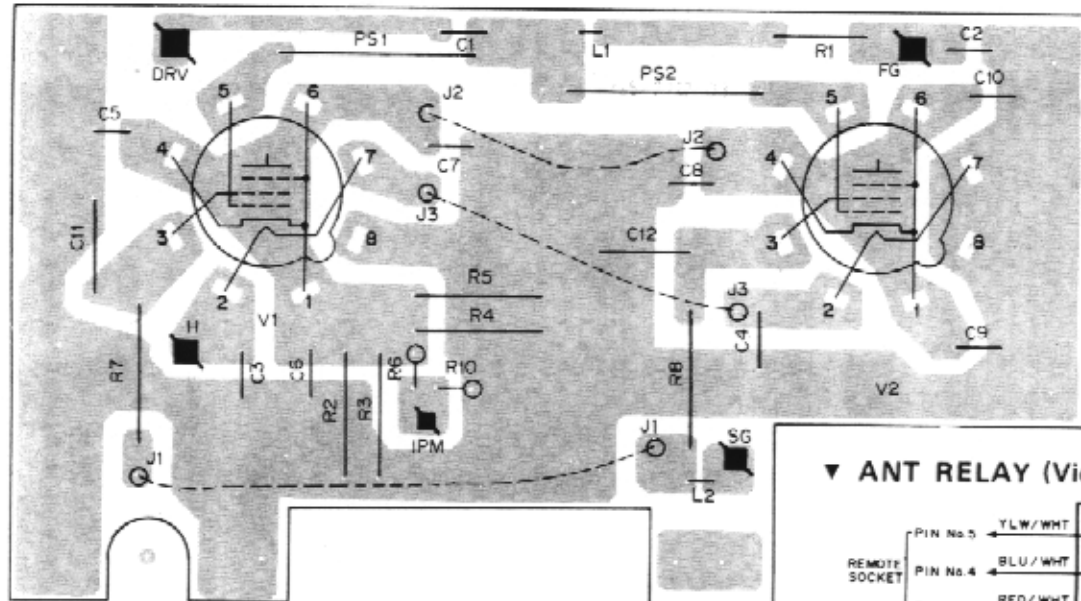 PS1
C1
L1
R1
C2
DRV
FG
PS2
C10
5
6
J2
5
6
C5
4
7
C7
J2
4
7
C8
J3
3
8
C11
C12
3
8
2
1
R5
2
1
V1
R4
J3
H
C4
C9
R7
C3
C6
R2
R3
R6
R10
R8
V2
IPM
J1
SG
J1
L2
▼ ANT RELAY (Vi
PIN No.5
YLW/WHT
REMOTE
SOCKET
PIN No.4
BLU/WHT
RED/WHT